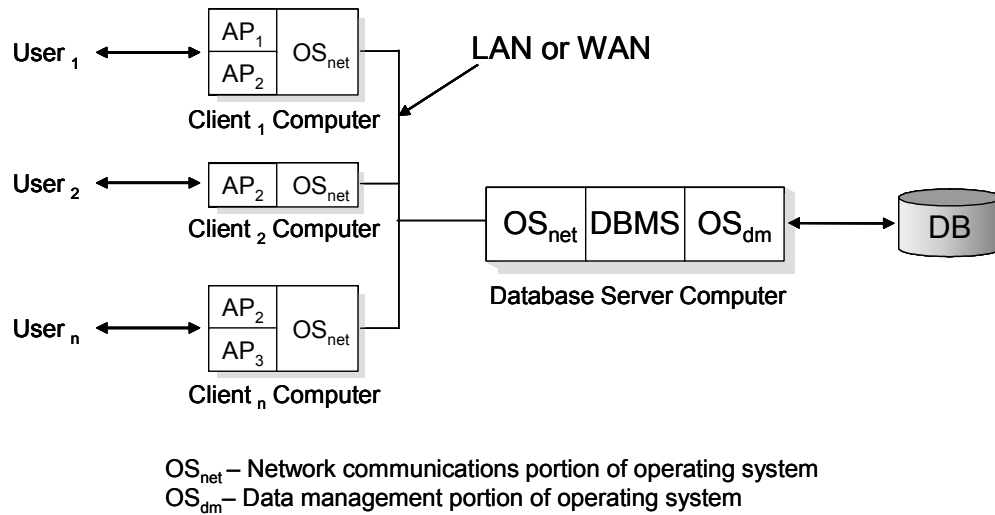 User 1
AP1
AP2
OSnet
Client 1 Computer
LAN or WAN
User 2
AP2
OSnet
Client 2 Computer
OSnet
DBMS
OSdm
Database Server Computer
DB
User n
AP2
AP3
OSnet
Client n Computer
OSnet – Network communications portion of operating system
OSdm– Data management portion of operating system